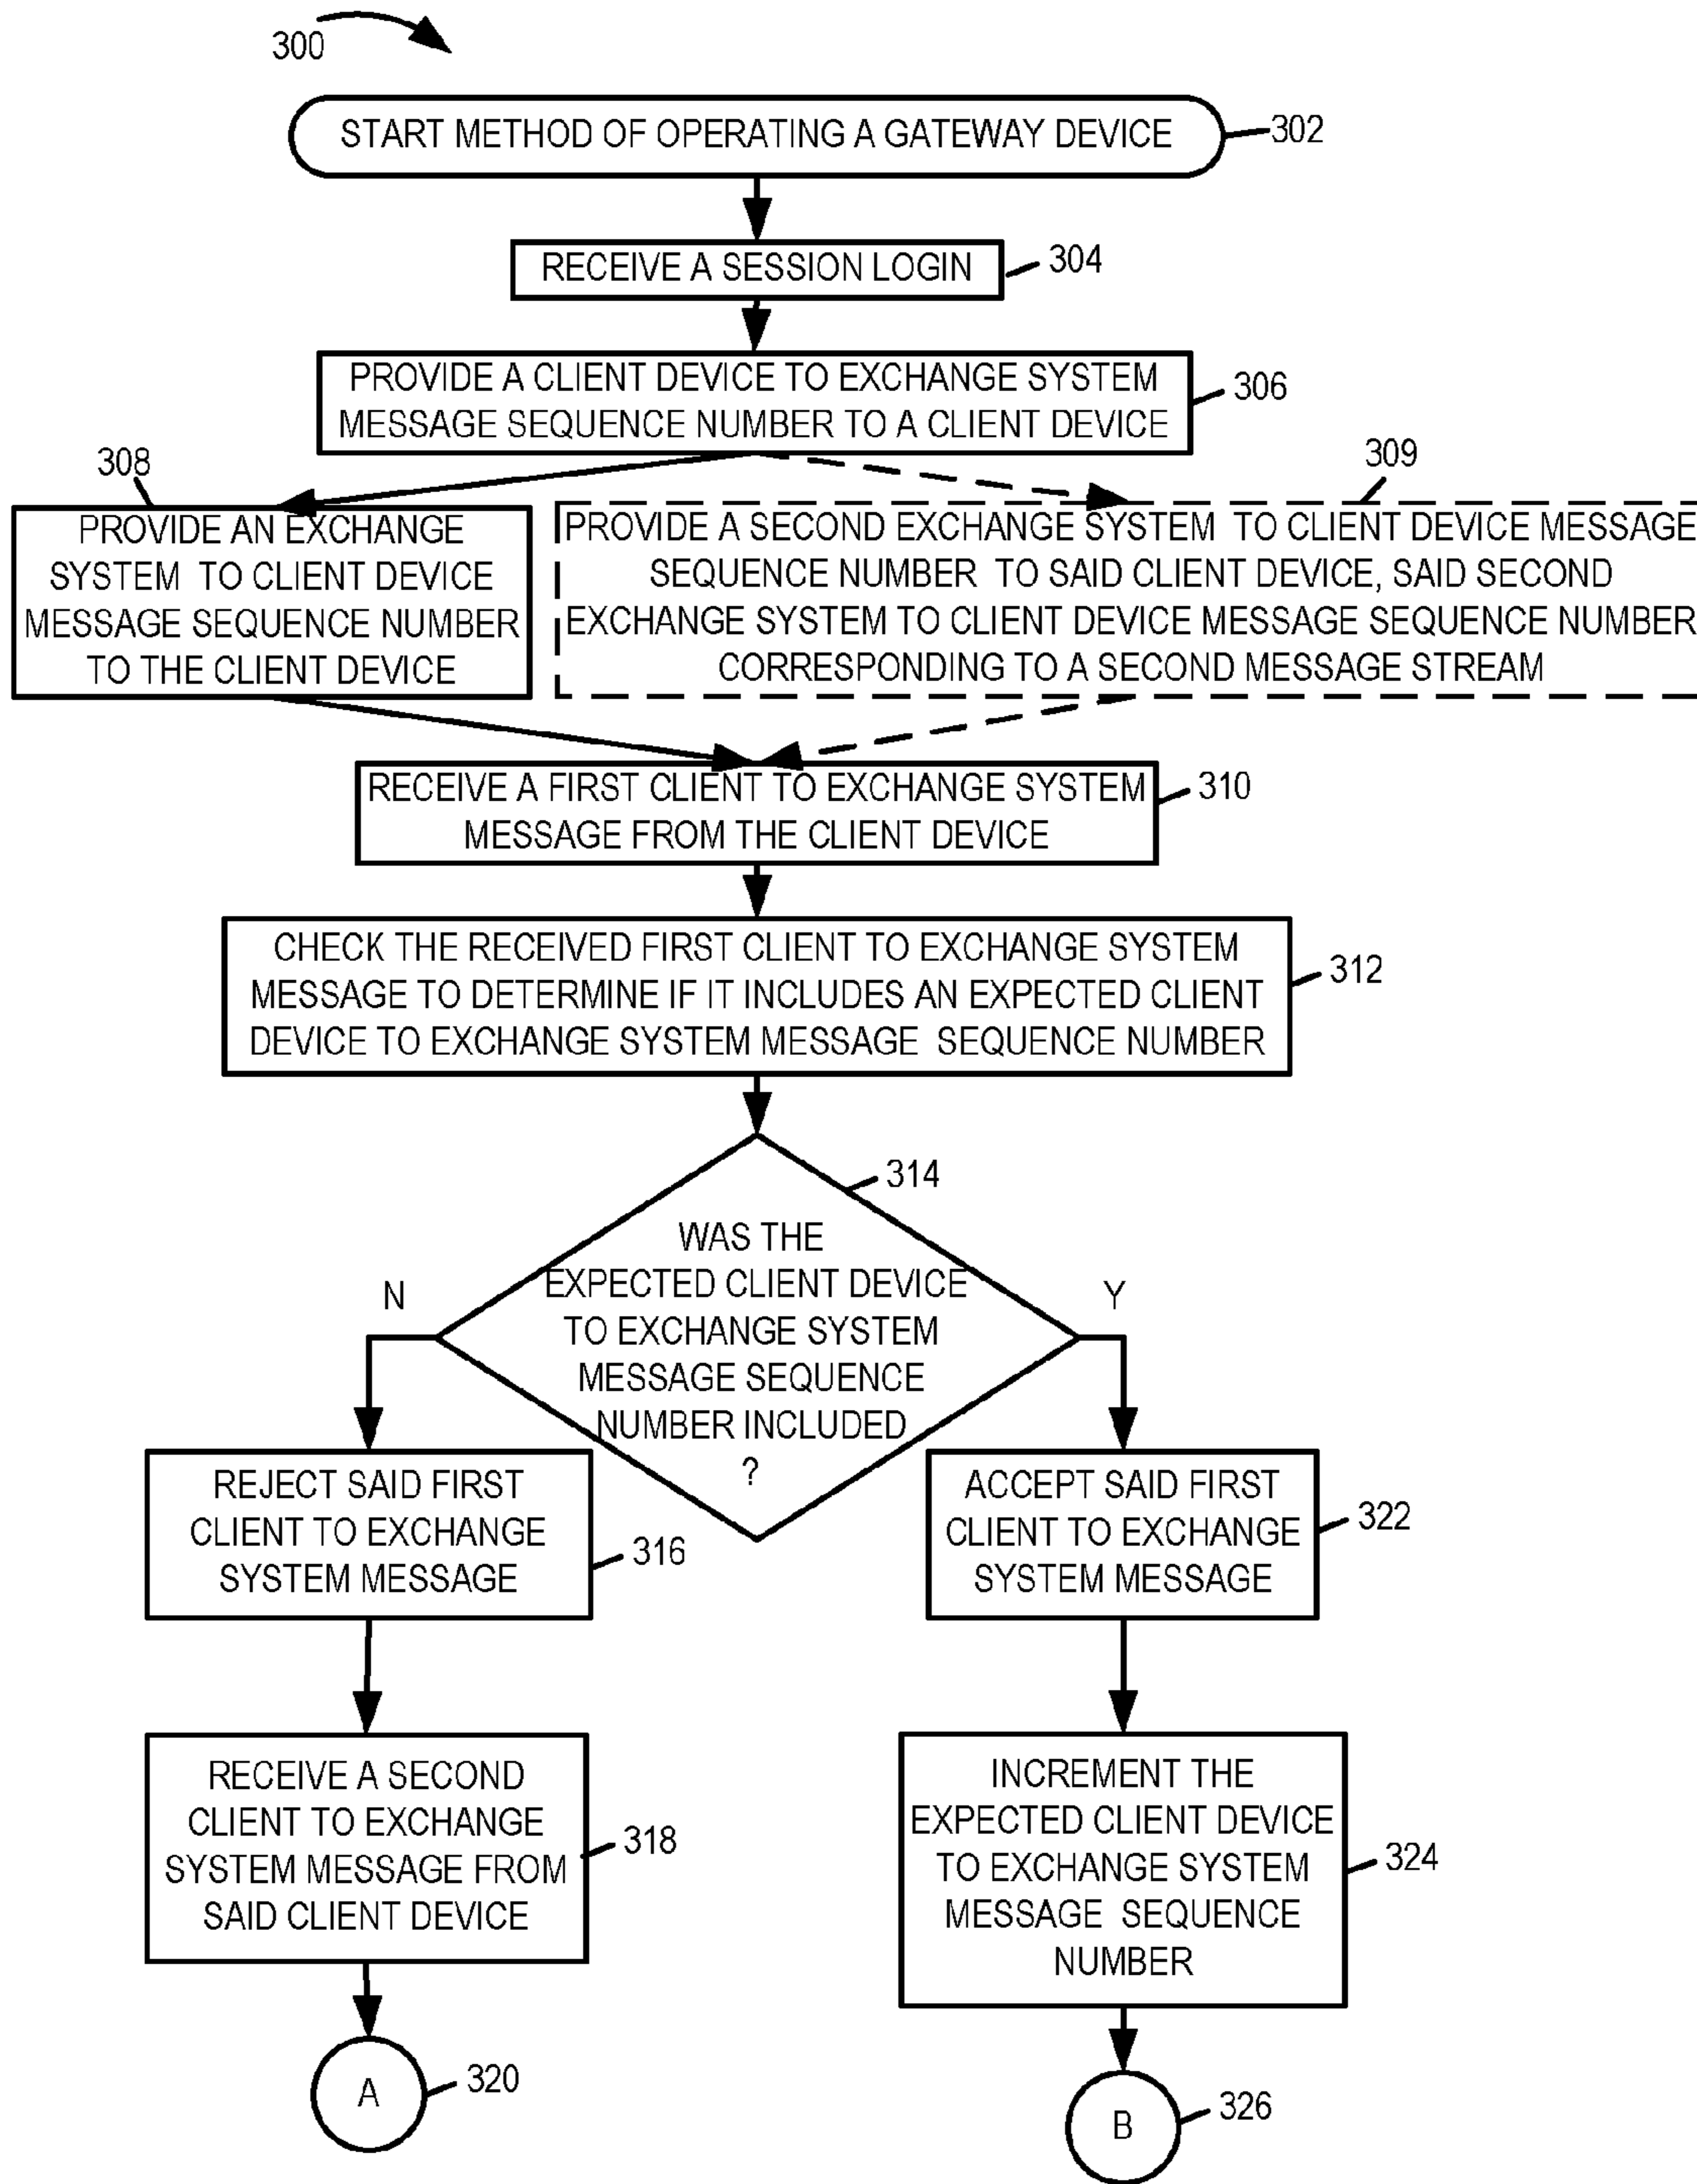 300
START METHOD OF OPERATING A GATEWAY DEVICE
302
RECEIVE A SESSION LOGIN
304
PROVIDE A CLIENT DEVICE TO EXCHANGE SYSTEM
MESSAGE SEQUENCE NUMBER TO A CLIENT DEVICE
306
308
PROVIDE AN EXCHANGE
SYSTEM TO CLIENT DEVICE
MESSAGE SEQUENCE NUMBER
TO THE CLIENT DEVICE
309
PROVIDE A SECOND EXCHANGE SYSTEM TO CLIENT DEVICE MESSAGE
SEQUENCE NUMBER TO SAID CLIENT DEVICE, SAID SECOND
EXCHANGE SYSTEM TO CLIENT DEVICE MESSAGE SEQUENCE NUMBER
CORRESPONDING TO A SECOND MESSAGE STREAM
RECEIVE A FIRST CLIENT TO EXCHANGE SYSTEM
MESSAGE FROM THE CLIENT DEVICE
310
CHECK THE RECEIVED FIRST CLIENT TO EXCHANGE SYSTEM
MESSAGE TO DETERMINE IF IT INCLUDES AN EXPECTED CLIENT
DEVICE TO EXCHANGE SYSTEM MESSAGE SEQUENCE NUMBER
312
314
WAS THE
EXPECTED CLIENT DEVICE
TO EXCHANGE SYSTEM
MESSAGE SEQUENCE
NUMBER INCLUDED
?
N
Y
REJECT SAID FIRST
CLIENT TO EXCHANGE
SYSTEM MESSAGE
316
ACCEPT SAID FIRST
CLIENT TO EXCHANGE
SYSTEM MESSAGE
322
RECEIVE A SECOND
CLIENT TO EXCHANGE
SYSTEM MESSAGE FROM
SAID CLIENT DEVICE
318
INCREMENT THE
EXPECTED CLIENT DEVICE
TO EXCHANGE SYSTEM
MESSAGE SEQUENCE
NUMBER
324
A
320
B
326